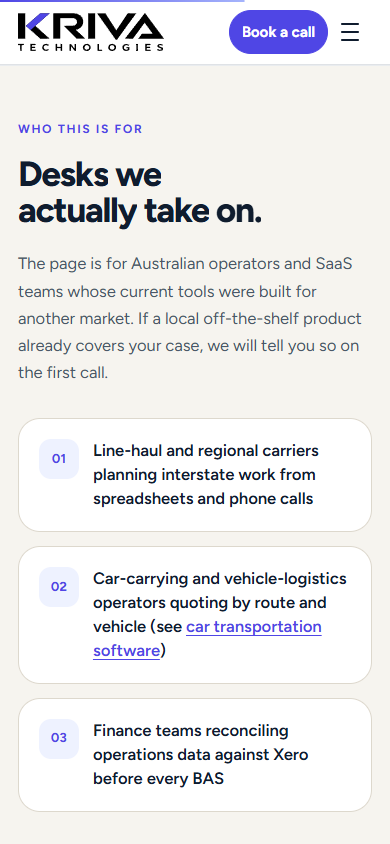 KRIVA
TECHNOLOGIES
Book a call
WHO THIS IS FOR
Desks we
actually take on.
The page is for Australian operators and SaaS
teams whose current tools were built for
another market. If a local off-the-shelf product
already covers your case, we will tell you so on
the first call.
01
Line-haul and regional carriers
planning interstate work from
spreadsheets and phone calls
02
Car-carrying and vehicle-logistics
operators quoting by route and
vehicle (see car transportation
software)
03
Finance teams reconciling
operations data against Xero
before every BAS